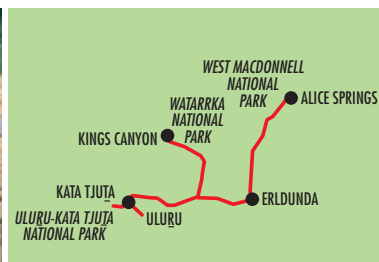 WEST MACDONNELL
NATIONAL
PARK
ALICE SPRINGS
WATARRKA
NATIONAL
PARK
KINGS CANYON
KATA TJUṮA
ERLDUNDA
ULUṞU-KATA TJUṮA
NATIONAL PARK
ULUṞU